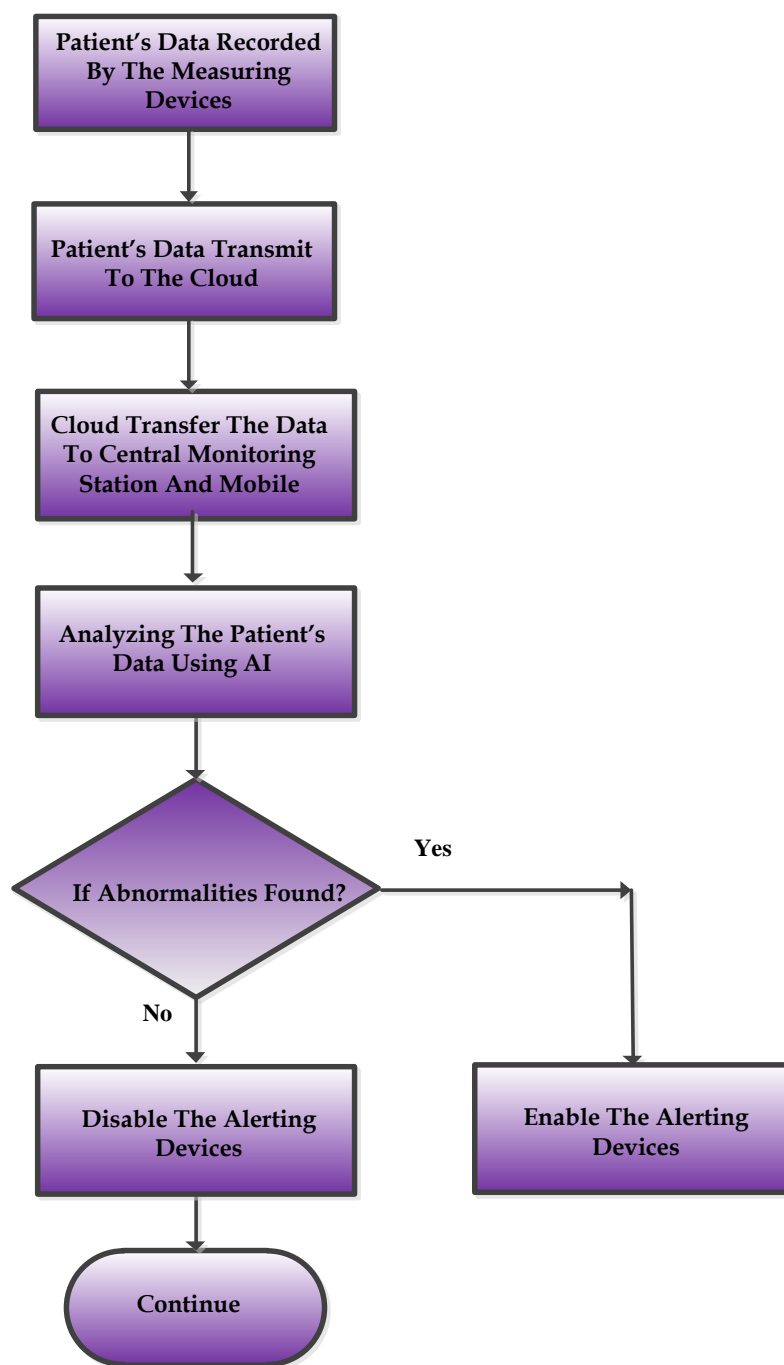 Patient’s Data Recorded
By The Measuring
Devices
Patient’s Data Transmit
To The Cloud
Cloud Transfer The Data
To Central Monitoring
Station And Mobile
Analyzing The Patient’s
Data Using AI
If Abnormalities Found?
Yes
No
Disable The Alerting
Devices
Enable The Alerting
Devices
Continue